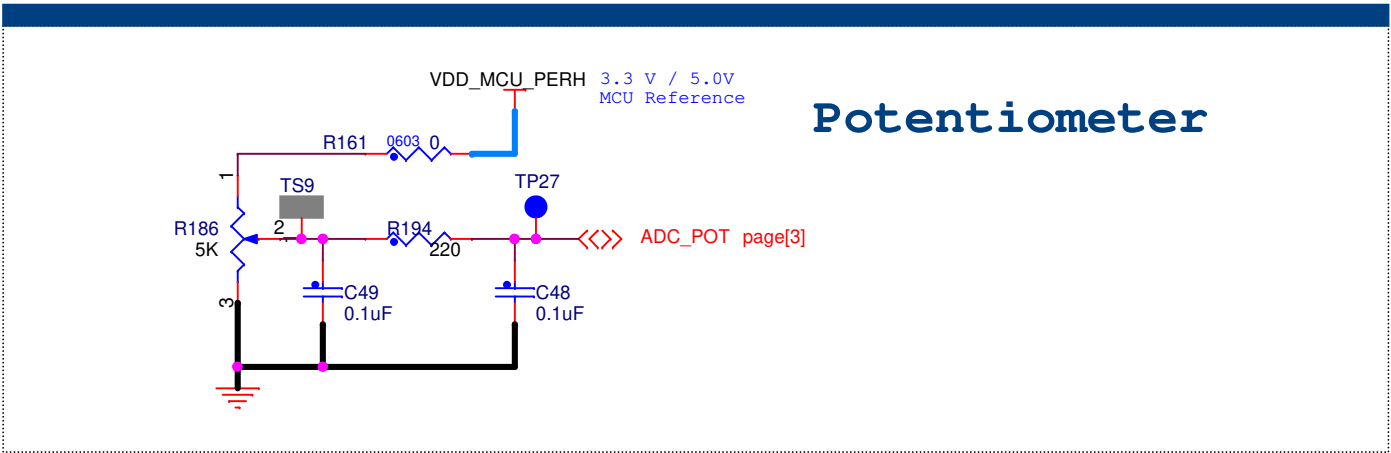 VDD_MCU_PERH 3.3 V / 5.0V
MCU Reference
Potentiometer
R161 0603 0
1
TS9
TP27
R186
5K
2
1
R194
220
ADC_POT page[3]
3
C49
0.1uF
C48
0.1uF